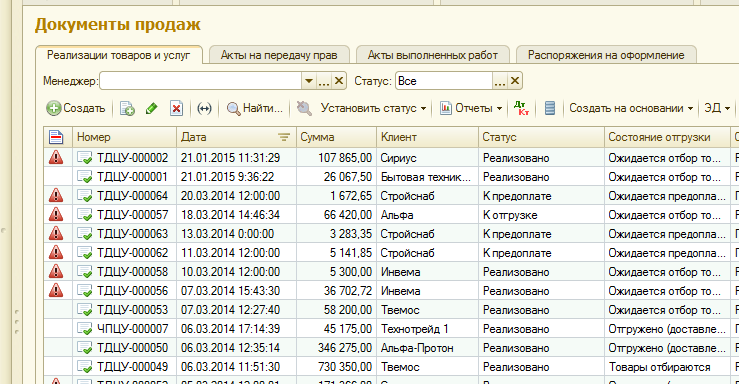 Документы продаж
Реализации товаров и услуг Акты на передачу прав Акты выполненных работ Распоряжения на оформление
Менеджер: Статус: Все
Создать Найти... Установить статус Отчеты Дт Кт Создать на основании ЭД
Номер Дата Сумма Клиент Статус Состояние отгрузки
ТДЦУ-000002 21.01.2015 11:31:29 107 865,00 Сириус Реализовано Ожидается отбор то...
ТДЦУ-000001 21.01.2015 9:36:22 26 067,50 Бытовая техник... Реализовано Ожидается отбор то...
ТДЦУ-000064 20.03.2014 12:00:00 1 672,65 Стройснаб К предоплате Ожидается предопла...
ТДЦУ-000057 18.03.2014 14:46:34 66 420,00 Альфа К отгрузке Ожидается отбор то...
ТДЦУ-000063 13.03.2014 0:00:00 3 283,35 Стройснаб К предоплате Ожидается предопла...
ТДЦУ-000062 11.03.2014 12:00:00 5 141,85 Стройснаб К предоплате Ожидается предопла...
ТДЦУ-000058 10.03.2014 12:00:00 5 300,00 Инвема Реализовано Ожидается отбор то...
ТДЦУ-000056 07.03.2014 15:43:30 36 702,72 Инвема Реализовано Ожидается отбор то...
ТДЦУ-000053 07.03.2014 12:27:40 58 200,00 Твемос Реализовано Ожидается отбор то...
ЧПЦУ-000007 06.03.2014 17:14:39 45 175,00 Технотрейд 1 Реализовано Отгружено (доставле...
ТДЦУ-000050 06.03.2014 12:35:14 346 275,00 Альфа-Протон Реализовано Отгружено (доставле...
ТДЦУ-000049 06.03.2014 11:51:30 730 350,00 Твемос Реализовано Товары отбираются